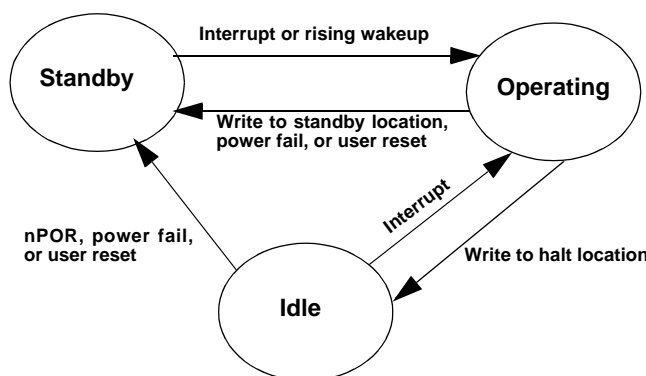 Interrupt or rising wakeup
Standby
Operating
Write to standby location,
power fail, or user reset
Interrupt
nPOR, power fail,
or user reset
Write to halt location
Idle